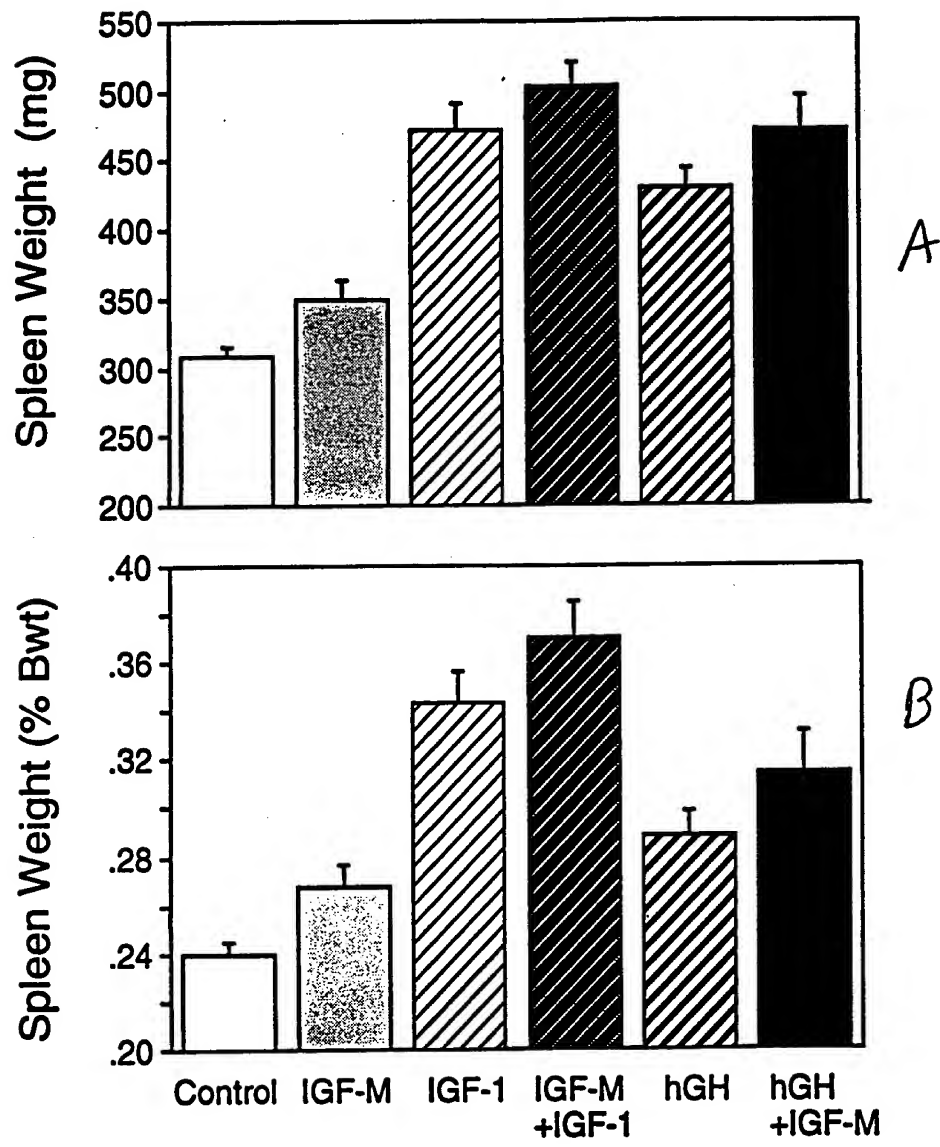 Spleen Weight (mg)
550
500
450
400
350
300
250
200
A
Spleen Weight (% Bwt)
.40
.36
.32
.28
.24
.20
B
Control IGF-M IGF-1 IGF-M +IGF-1 hGH hGH +IGF-M